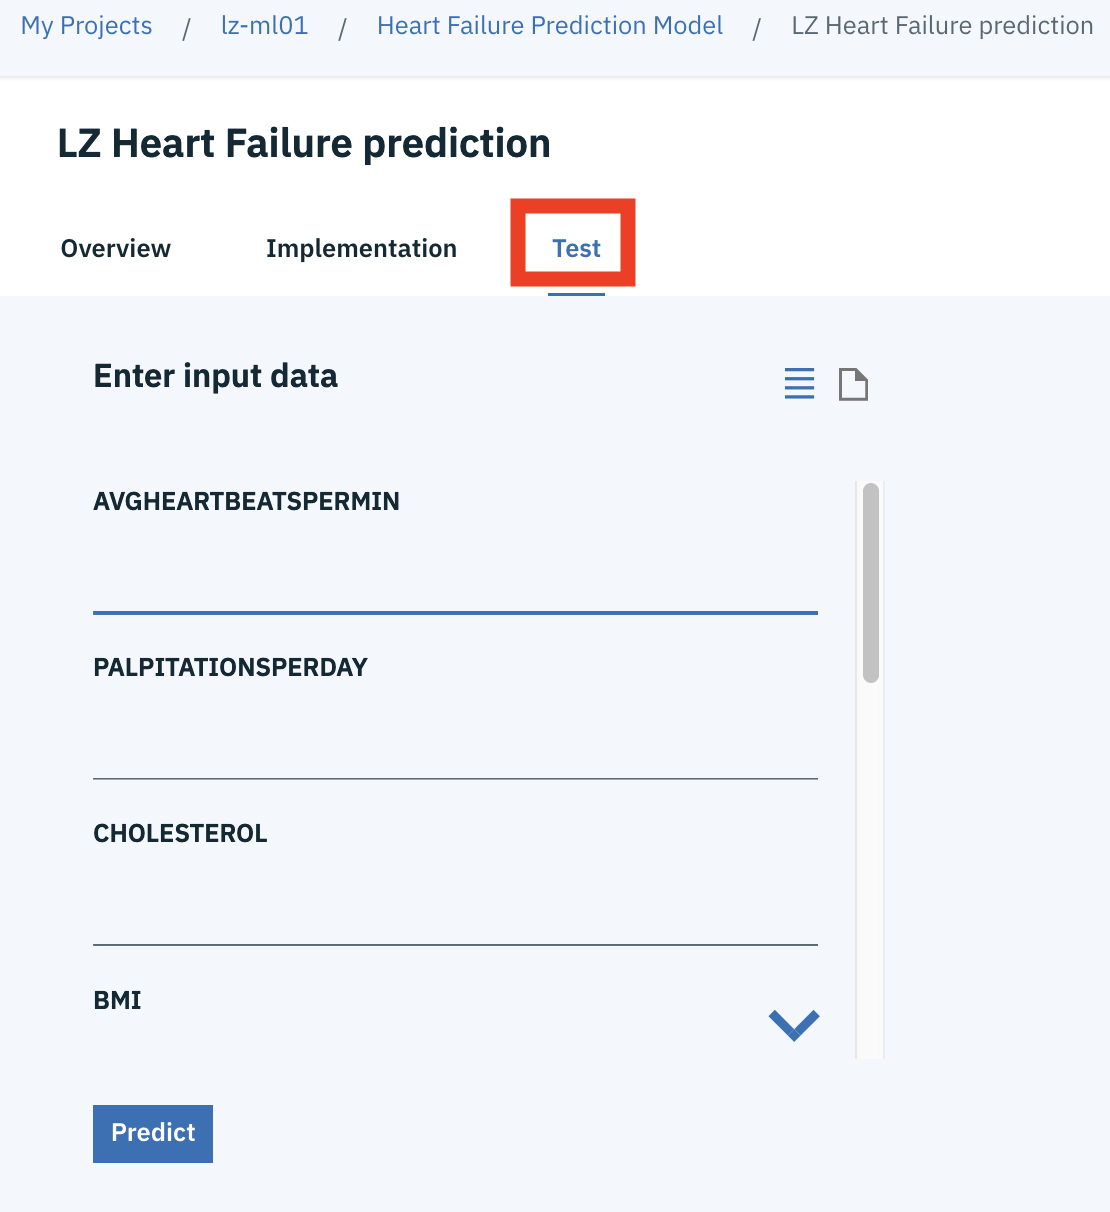 My Projects / lz-ml01 / Heart Failure Prediction Model / LZ Heart Failure prediction
LZ Heart Failure prediction
Overview Implementation Test
Enter input data
AVGHEARTBEATSPERMIN
PALPITATIONSPERDAY
CHOLESTEROL
BMI
Predict